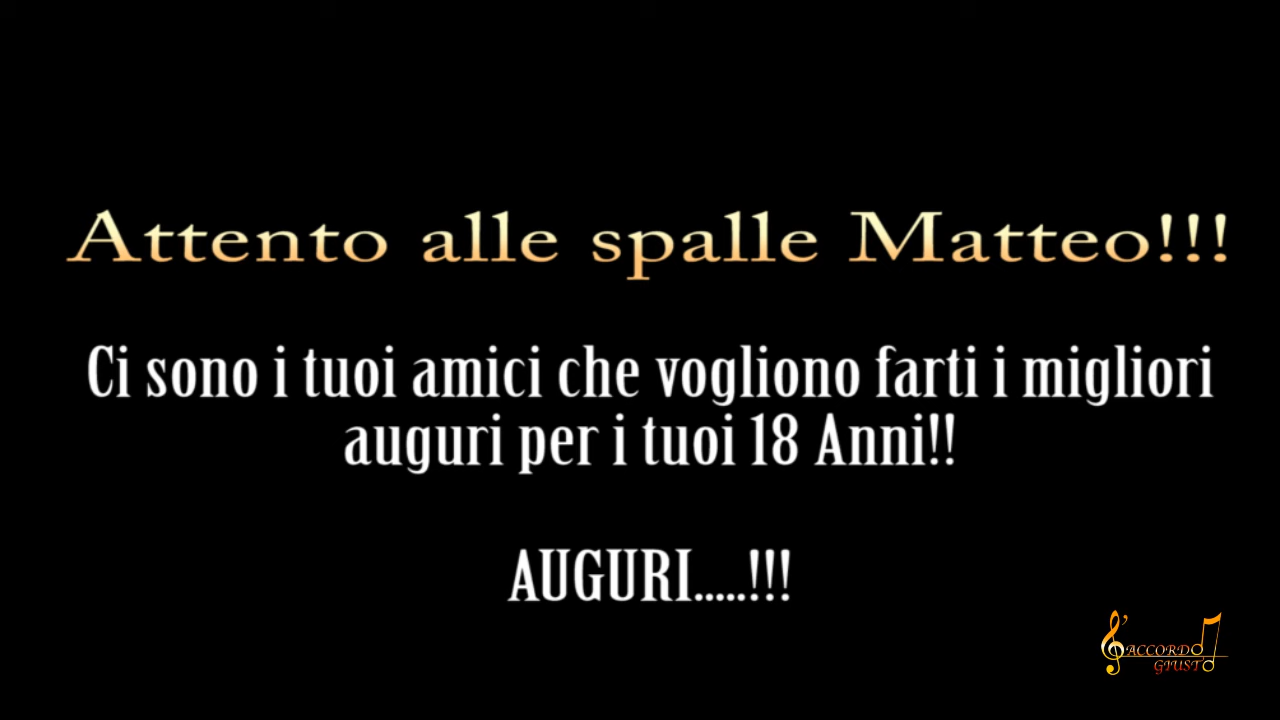 Attento alle spalle Matteo!!!
Ci sono i tuoi amici che vogliono farti i migliori
auguri per i tuoi 18 Anni!!
AUGURI.....!!!
L'ACCORDO
GIUSTO